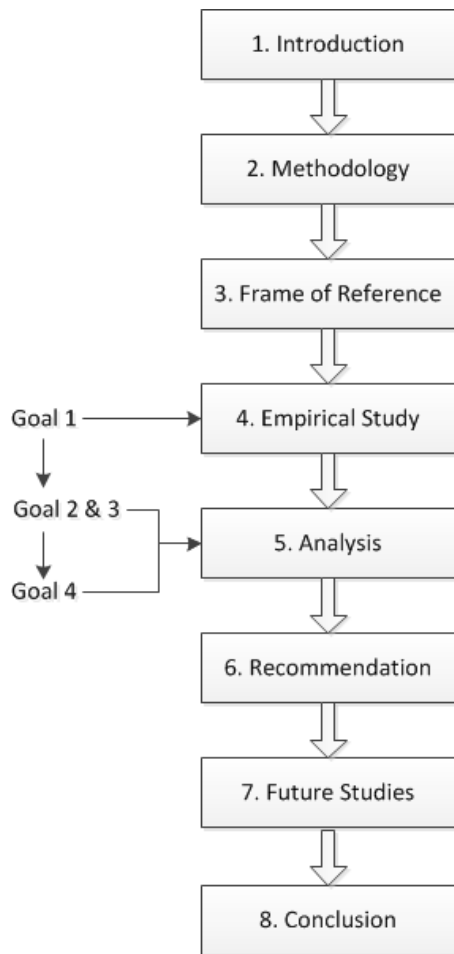 1. Introduction
2. Methodology
3. Frame of Reference
Goal 1
4. Empirical Study
Goal 2 & 3
5. Analysis
Goal 4
6. Recommendation
7. Future Studies
8. Conclusion